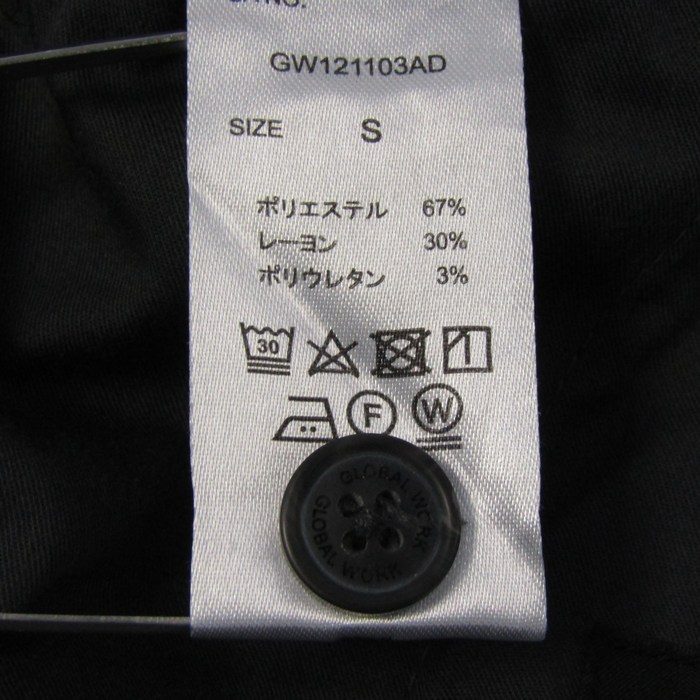 GW121103AD
SIZE S
ポリエステル 67%
レーヨン 30%
ポリウレタン 3%
30
F
W
GLOBAL WORK
GLOBAL WORK